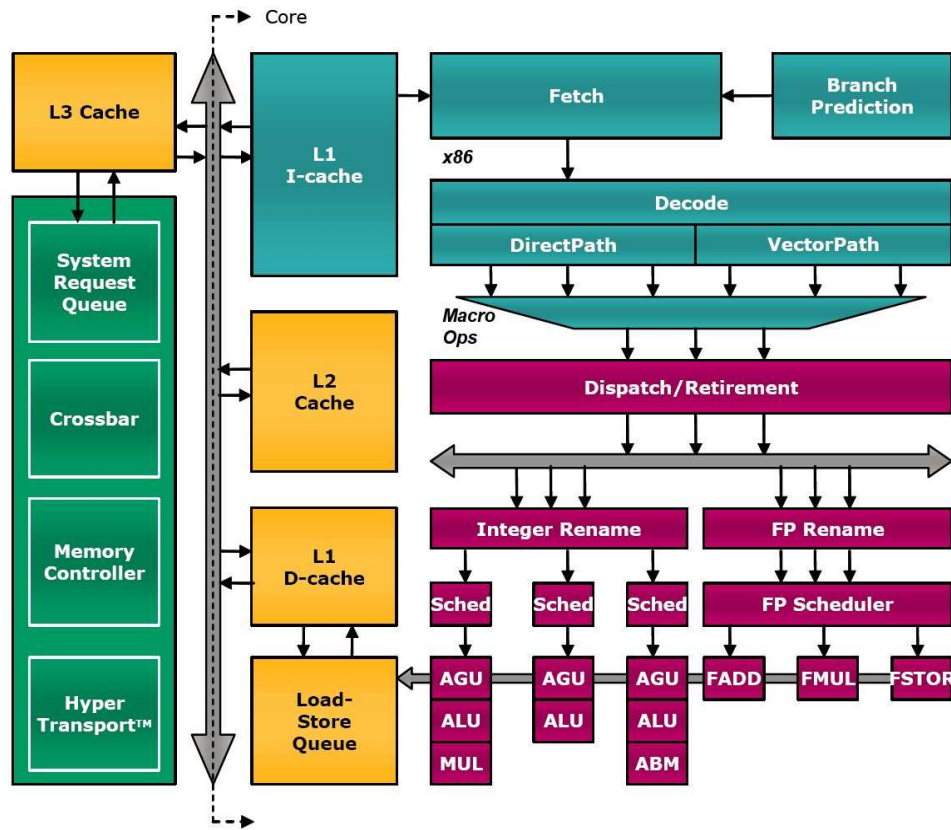 Core
L3 Cache
L1
I-cache
Fetch
Branch
Prediction
x86
Decode
DirectPath
VectorPath
System
Request
Queue
Macro
Ops
L2
Cache
Dispatch/Retirement
Crossbar
Memory
Controller
L1
D-cache
Integer Rename
FP Rename
Sched
Sched
Sched
FP Scheduler
Hyper
Transport™
Load-
Store
Queue
AGU
AGU
AGU
FADD
FMUL
FSTOR
ALU
ALU
ALU
MUL
ABM